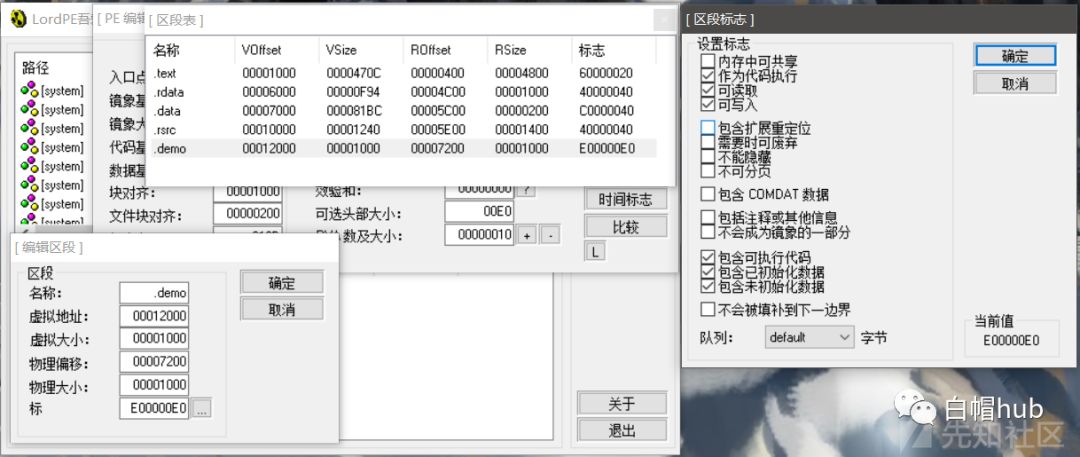 LordPE吾爱
[ PE 编辑
[ 区段表 ]
[ 区段标志 ]
名称 VOffset VSize ROffset RSize 标志
.text 00001000 0000470C 00000400 00004800 60000020
.rdata 00006000 00000F94 00004C00 00001000 40000040
.data 00007000 000081BC 00005C00 00000200 C0000040
.rsrc 00010000 00001240 00005E00 00001400 40000040
.demo 00012000 00001000 00007200 00001000 E00000E0
路径
[system]
[system]
[system]
[system]
[system]
[system]
[system]
[system]
入口点
镜象基
镜象大
代码基
数据基
块对齐: 00001000
文件块对齐: 00000200
效验和: 00000000 ?
可选头部大小: 00E0
数及大小: 00000010 + -
时间标志
比较
L
关于
退出
[ 编辑区段 ]
区段
名称: .demo
虚拟地址: 00012000
虚拟大小: 00001000
物理偏移: 00007200
物理大小: 00001000
标 E00000E0 ...
确定
取消
设置标志
内存中可共享
作为代码执行
可读取
可写入
包含扩展重定位
需要时可废弃
不能隐藏
不可分页
包含 COMDAT 数据
包括注释或其他信息
不会成为镜象的一部分
包含可执行代码
包含已初始化数据
包含未初始化数据
不会被填补到下一边界
队列: default 字节
确定
取消
当前值
E00000E0
白帽hub
先知社区